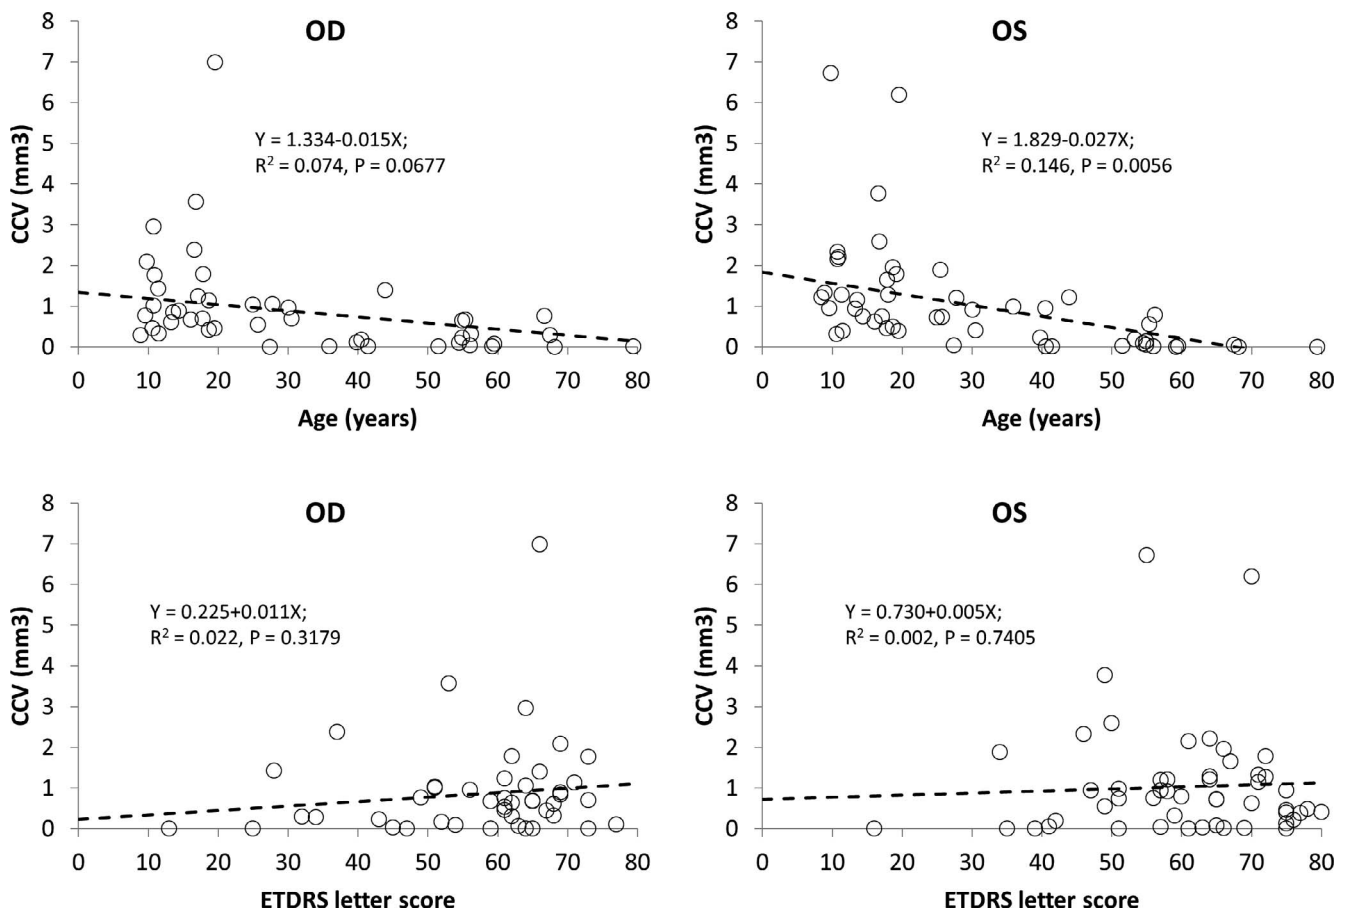 OD
8
7
6
5
4
3
2
1
0
CCV (mm3)
Y = 1.334-0.015X;
R² = 0.074, P = 0.0677
0 10 20 30 40 50 60 70 80
Age (years)
OS
8
7
6
5
4
3
2
1
0
CCV (mm3)
Y = 1.829-0.027X;
R² = 0.146, P = 0.0056
0 10 20 30 40 50 60 70 80
Age (years)
OD
8
7
6
5
4
3
2
1
0
CCV (mm3)
Y = 0.225+0.011X;
R² = 0.022, P = 0.3179
0 10 20 30 40 50 60 70 80
ETDRS letter score
OS
8
7
6
5
4
3
2
1
0
CCV (mm3)
Y = 0.730+0.005X;
R² = 0.002, P = 0.7405
0 10 20 30 40 50 60 70 80
ETDRS letter score